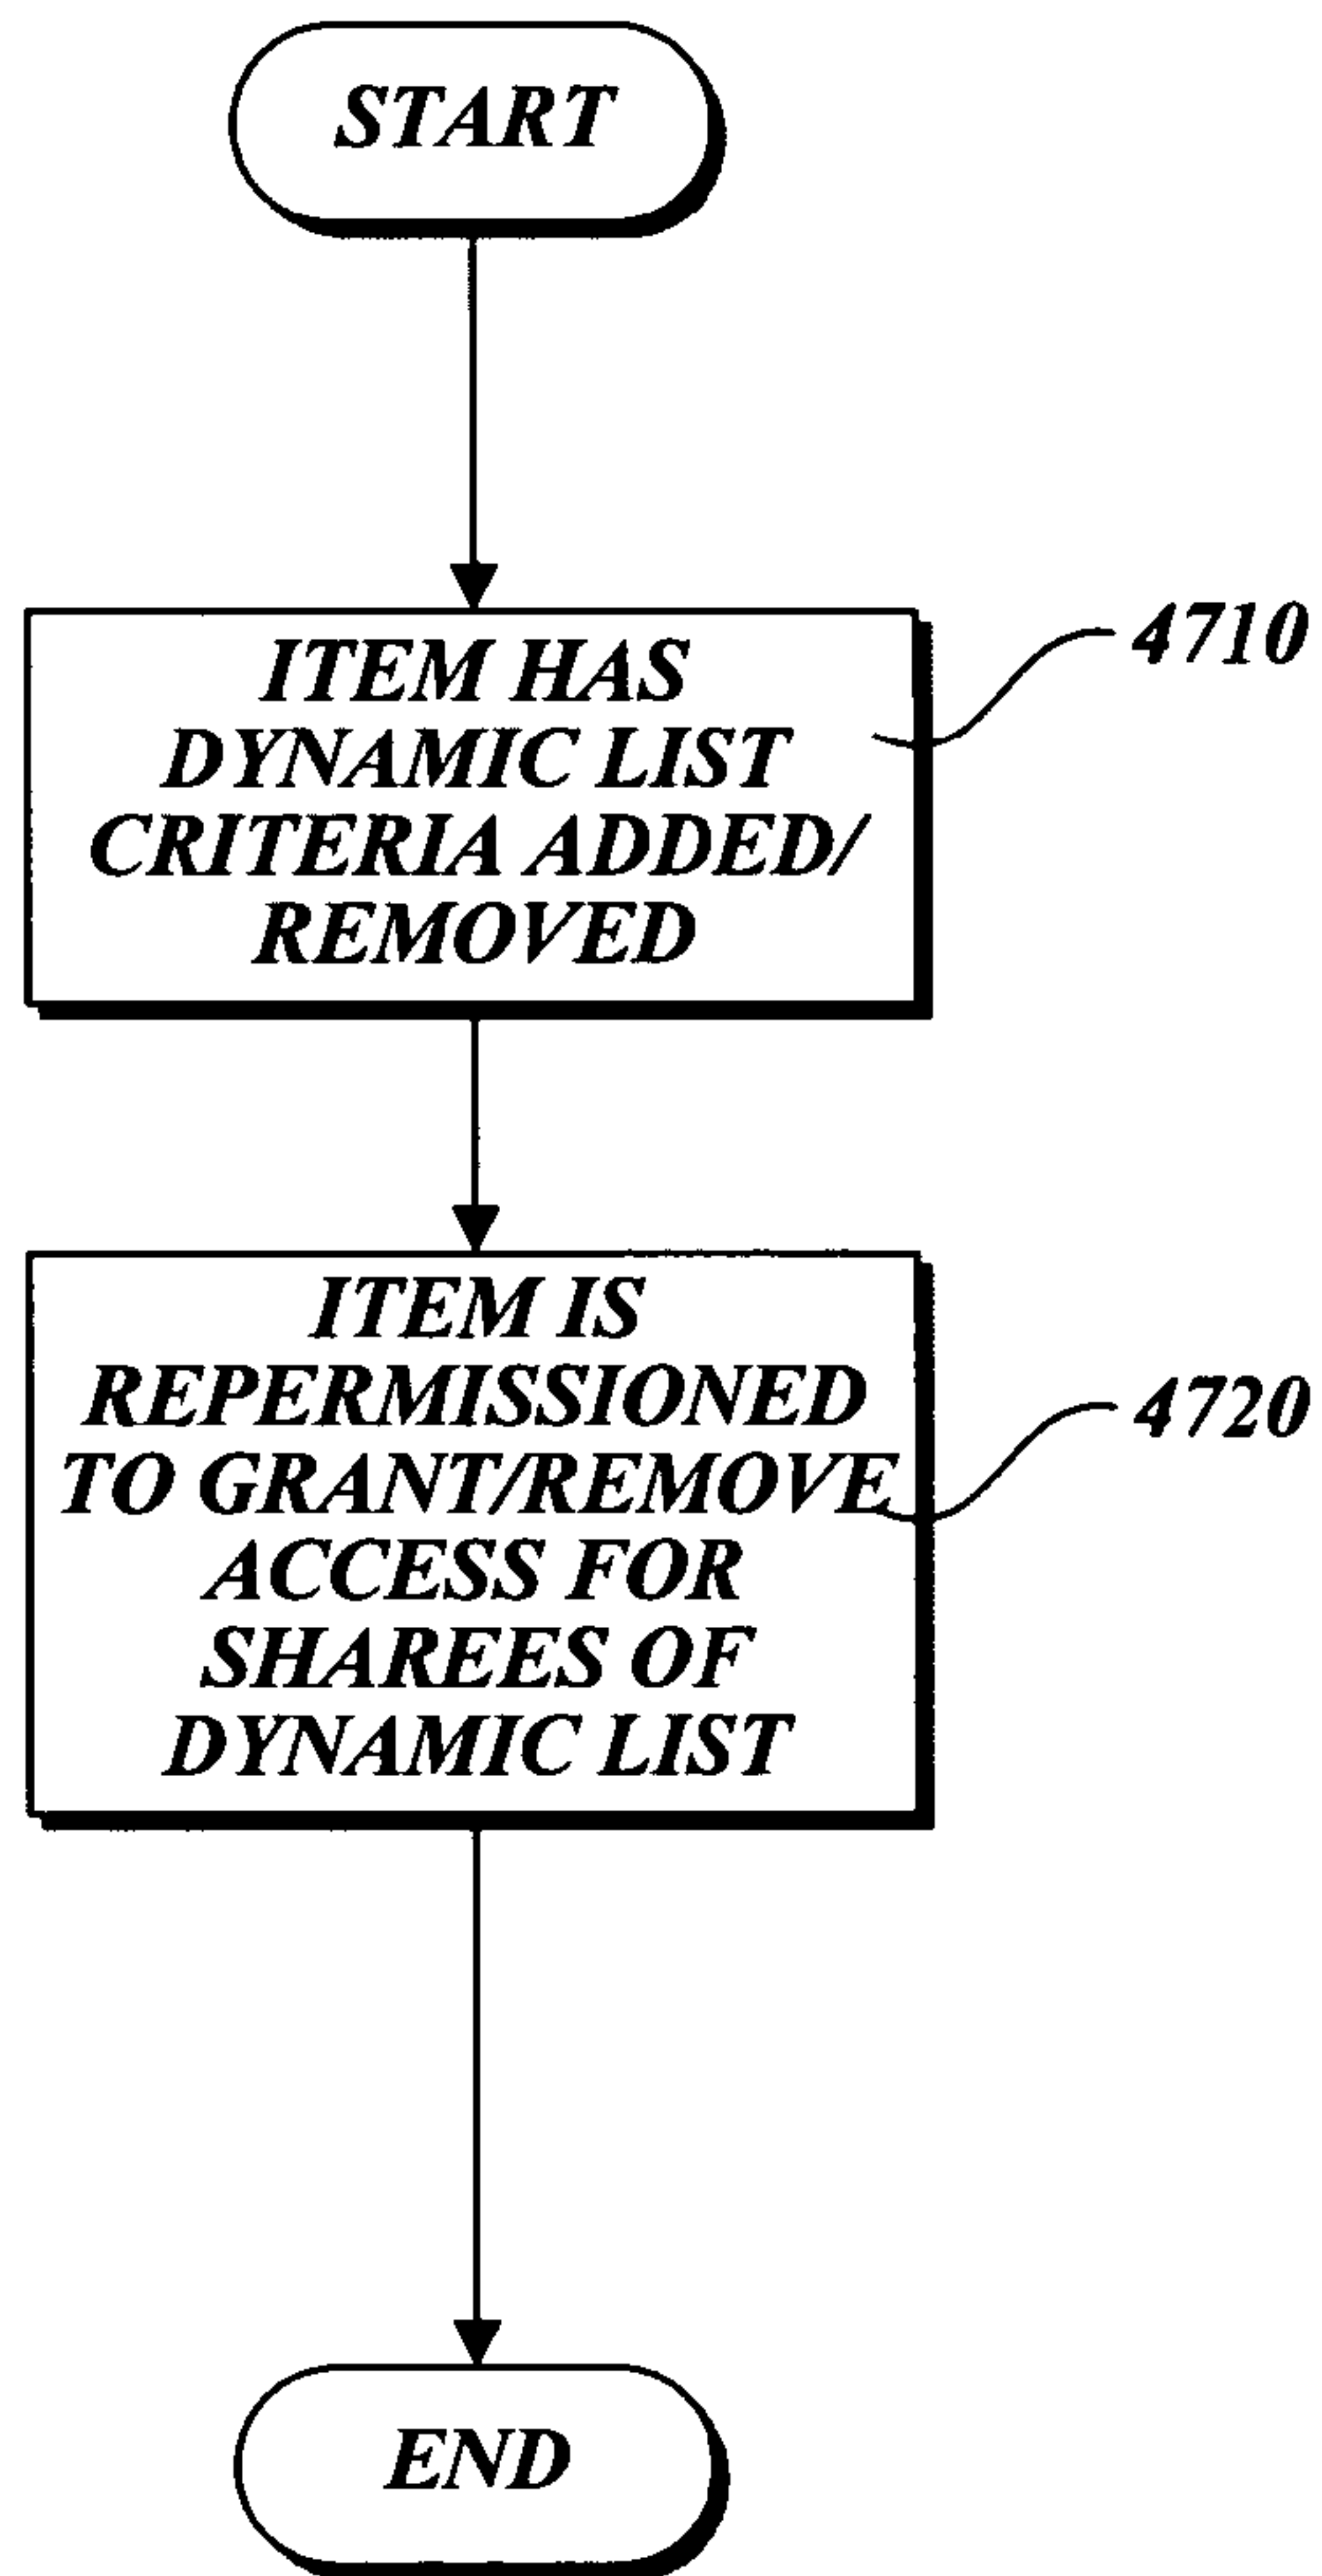 START
ITEM HAS
DYNAMIC LIST
CRITERIA ADDED/
REMOVED
4710
ITEM IS
REPERMISSIONED
TO GRANT/REMOVE
ACCESS FOR
SHAREES OF
DYNAMIC LIST
4720
END